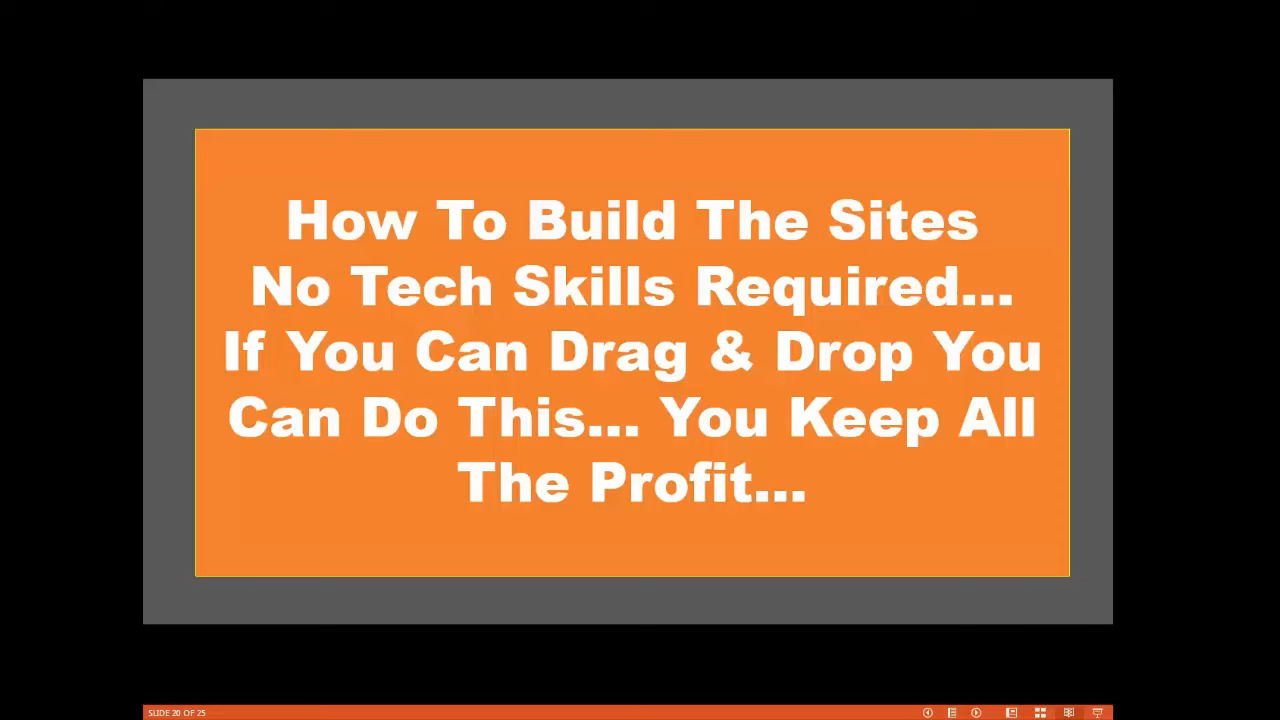 How To Build The Sites
No Tech Skills Required...
If You Can Drag & Drop You
Can Do This... You Keep All
The Profit...
SLIDE 20 OF 25